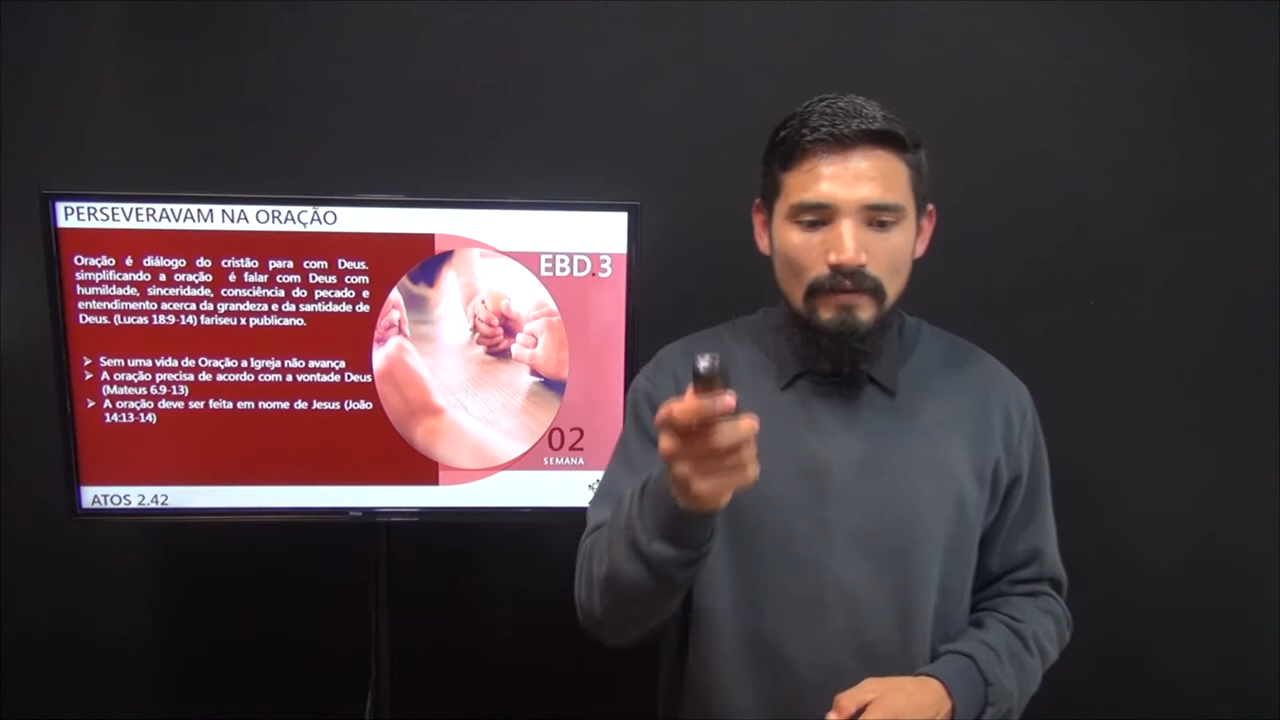 PERSEVERAVAM NA ORAÇÃO
Oração é diálogo do cristão para com Deus.
simplificando a oração é falar com Deus com
humildade, sinceridade, consciência do pecado e
entendimento acerca da grandeza e da santidade de
Deus. (Lucas 18:9-14) fariseu x publicano.
➢ Sem uma vida de Oração a Igreja não avança
➢ A oração precisa de acordo com a vontade Deus
(Mateus 6.9-13)
➢ A oração deve ser feita em nome de Jesus (João
14:13-14)
EBD.3
02
SEMANA
ATOS 2.42